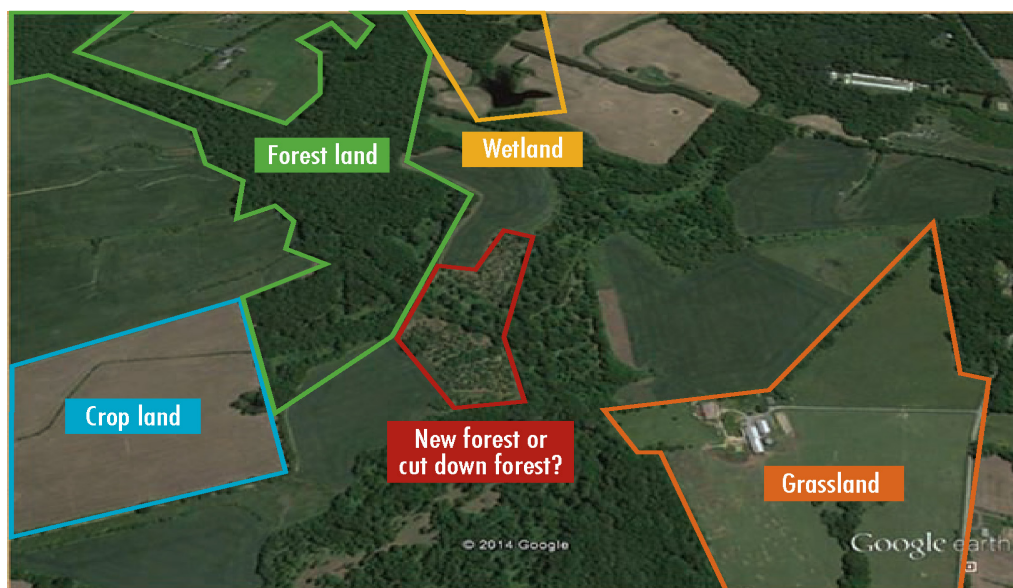 Forest land
Wetland
Crop land
New forest or
cut down forest?
Grassland
© 2014 Google
Google earth